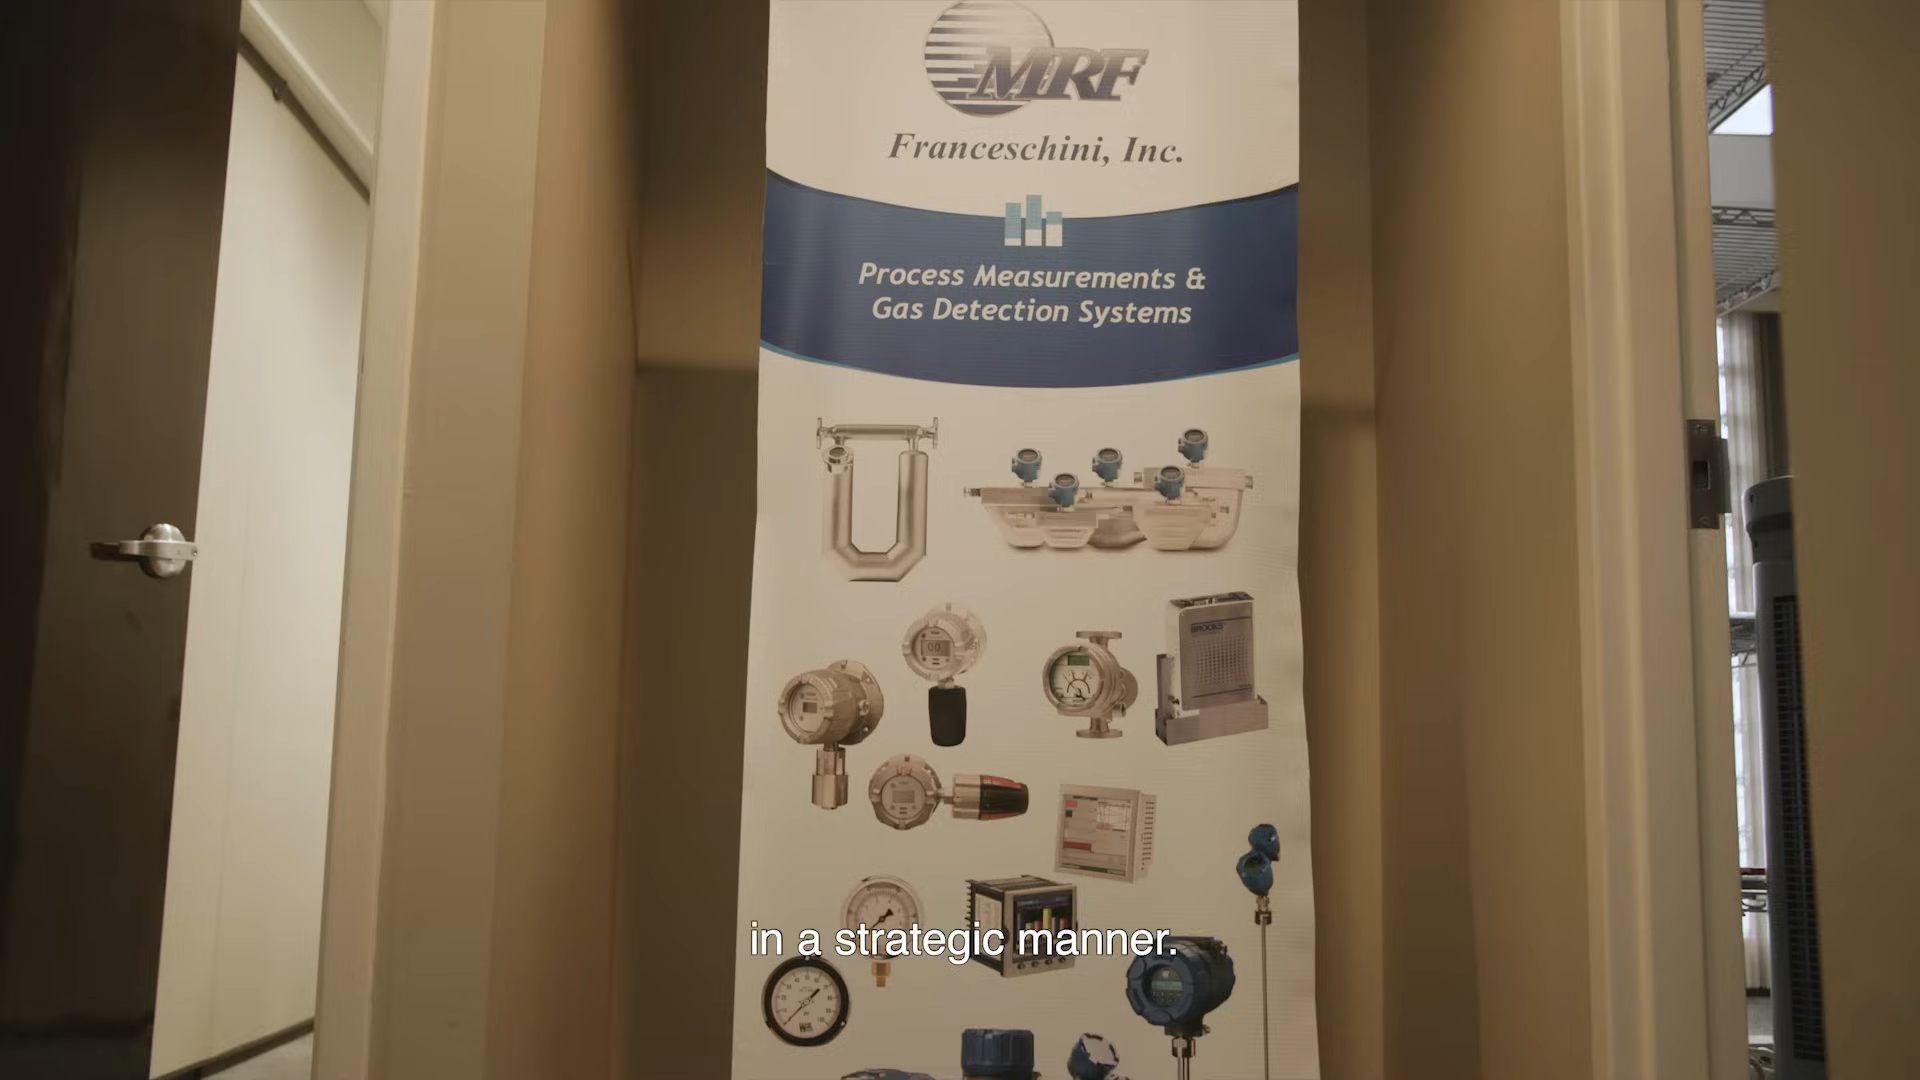 MRF
Franceschini, Inc.
Process Measurements &
Gas Detection Systems
BROOKS
in a strategic manner.